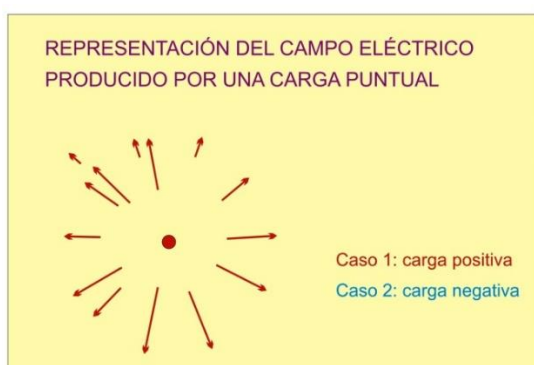 REPRESENTACIÓN DEL CAMPO ELÉCTRICO
PRODUCIDO POR UNA CARGA PUNTUAL
Caso 1: carga positiva
Caso 2: carga negativa